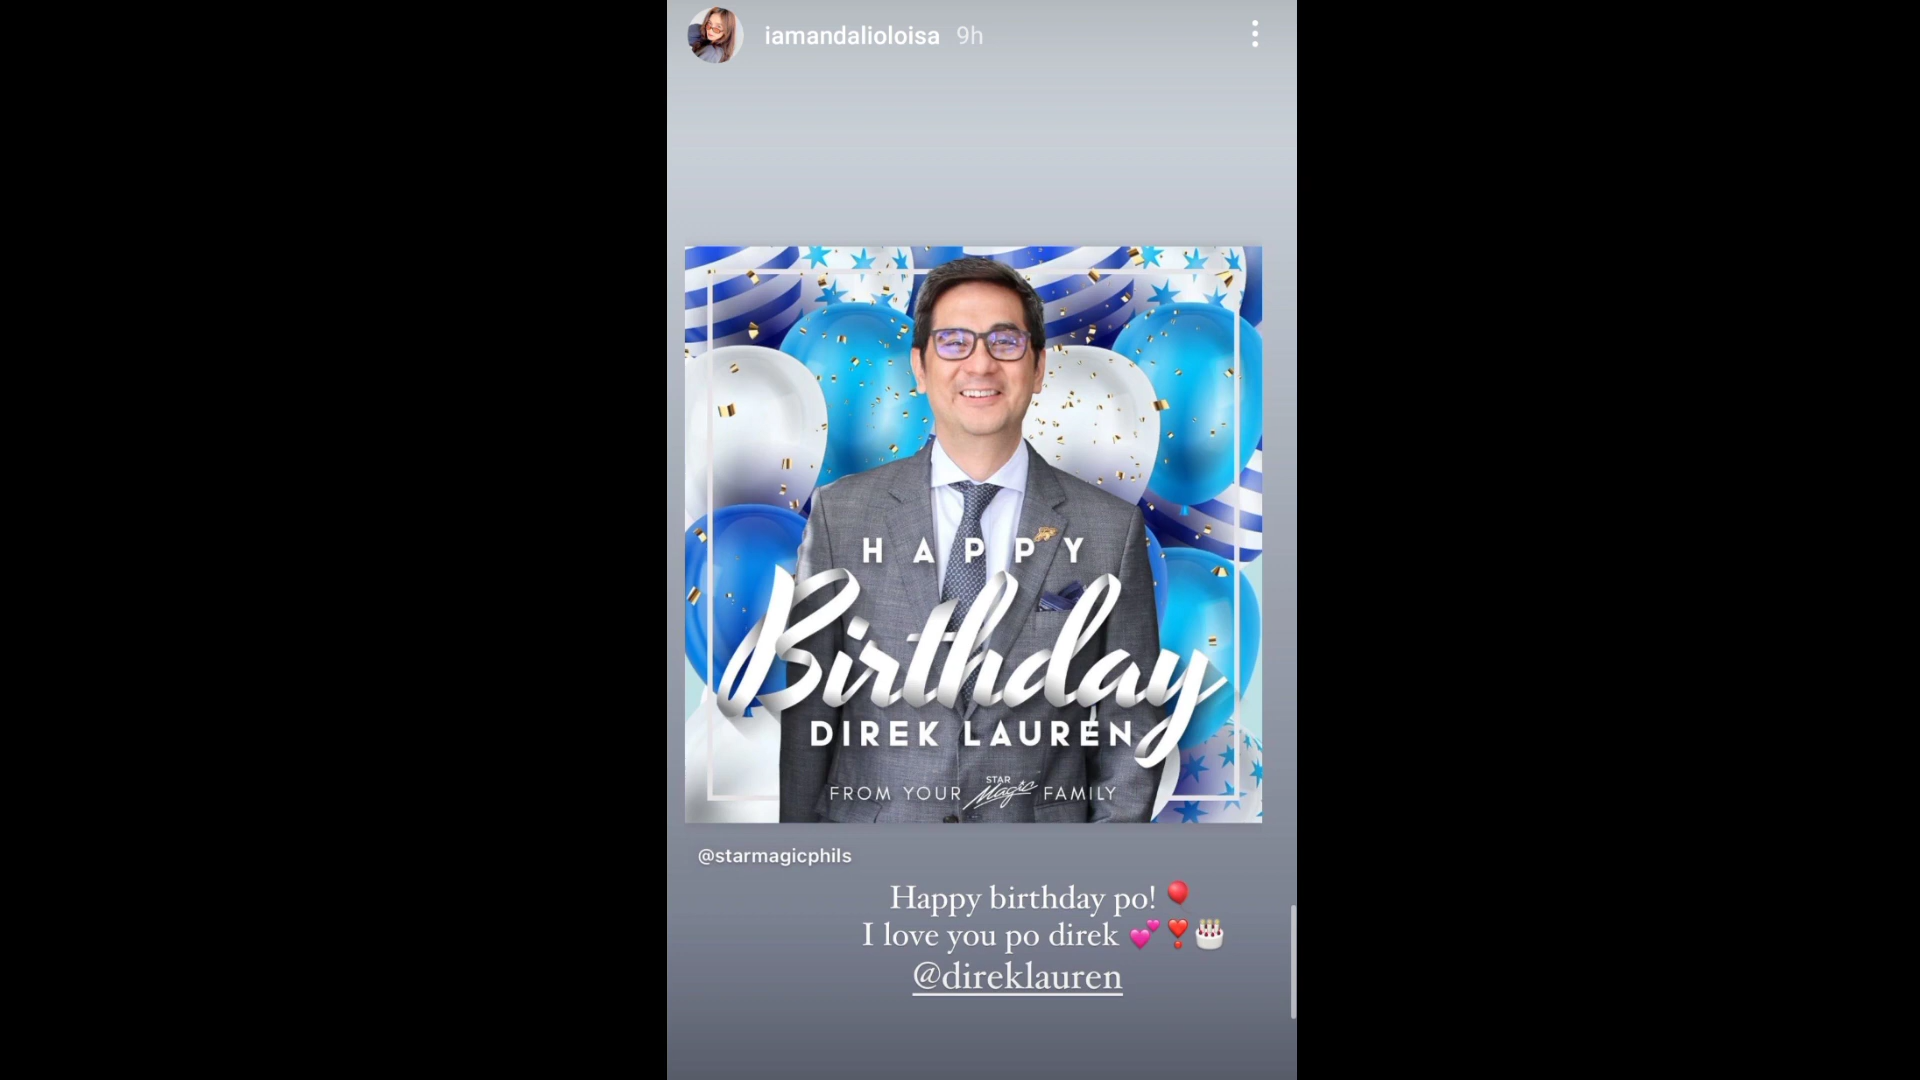 iamandalioloisa 9h
HAPPY
Birthday
DIREK LAUREN
FROM YOUR STAR Magic FAMILY
@starmagicphils
Happy birthday po! 🎈
I love you po direk 💕❣️🎂
@direklauren